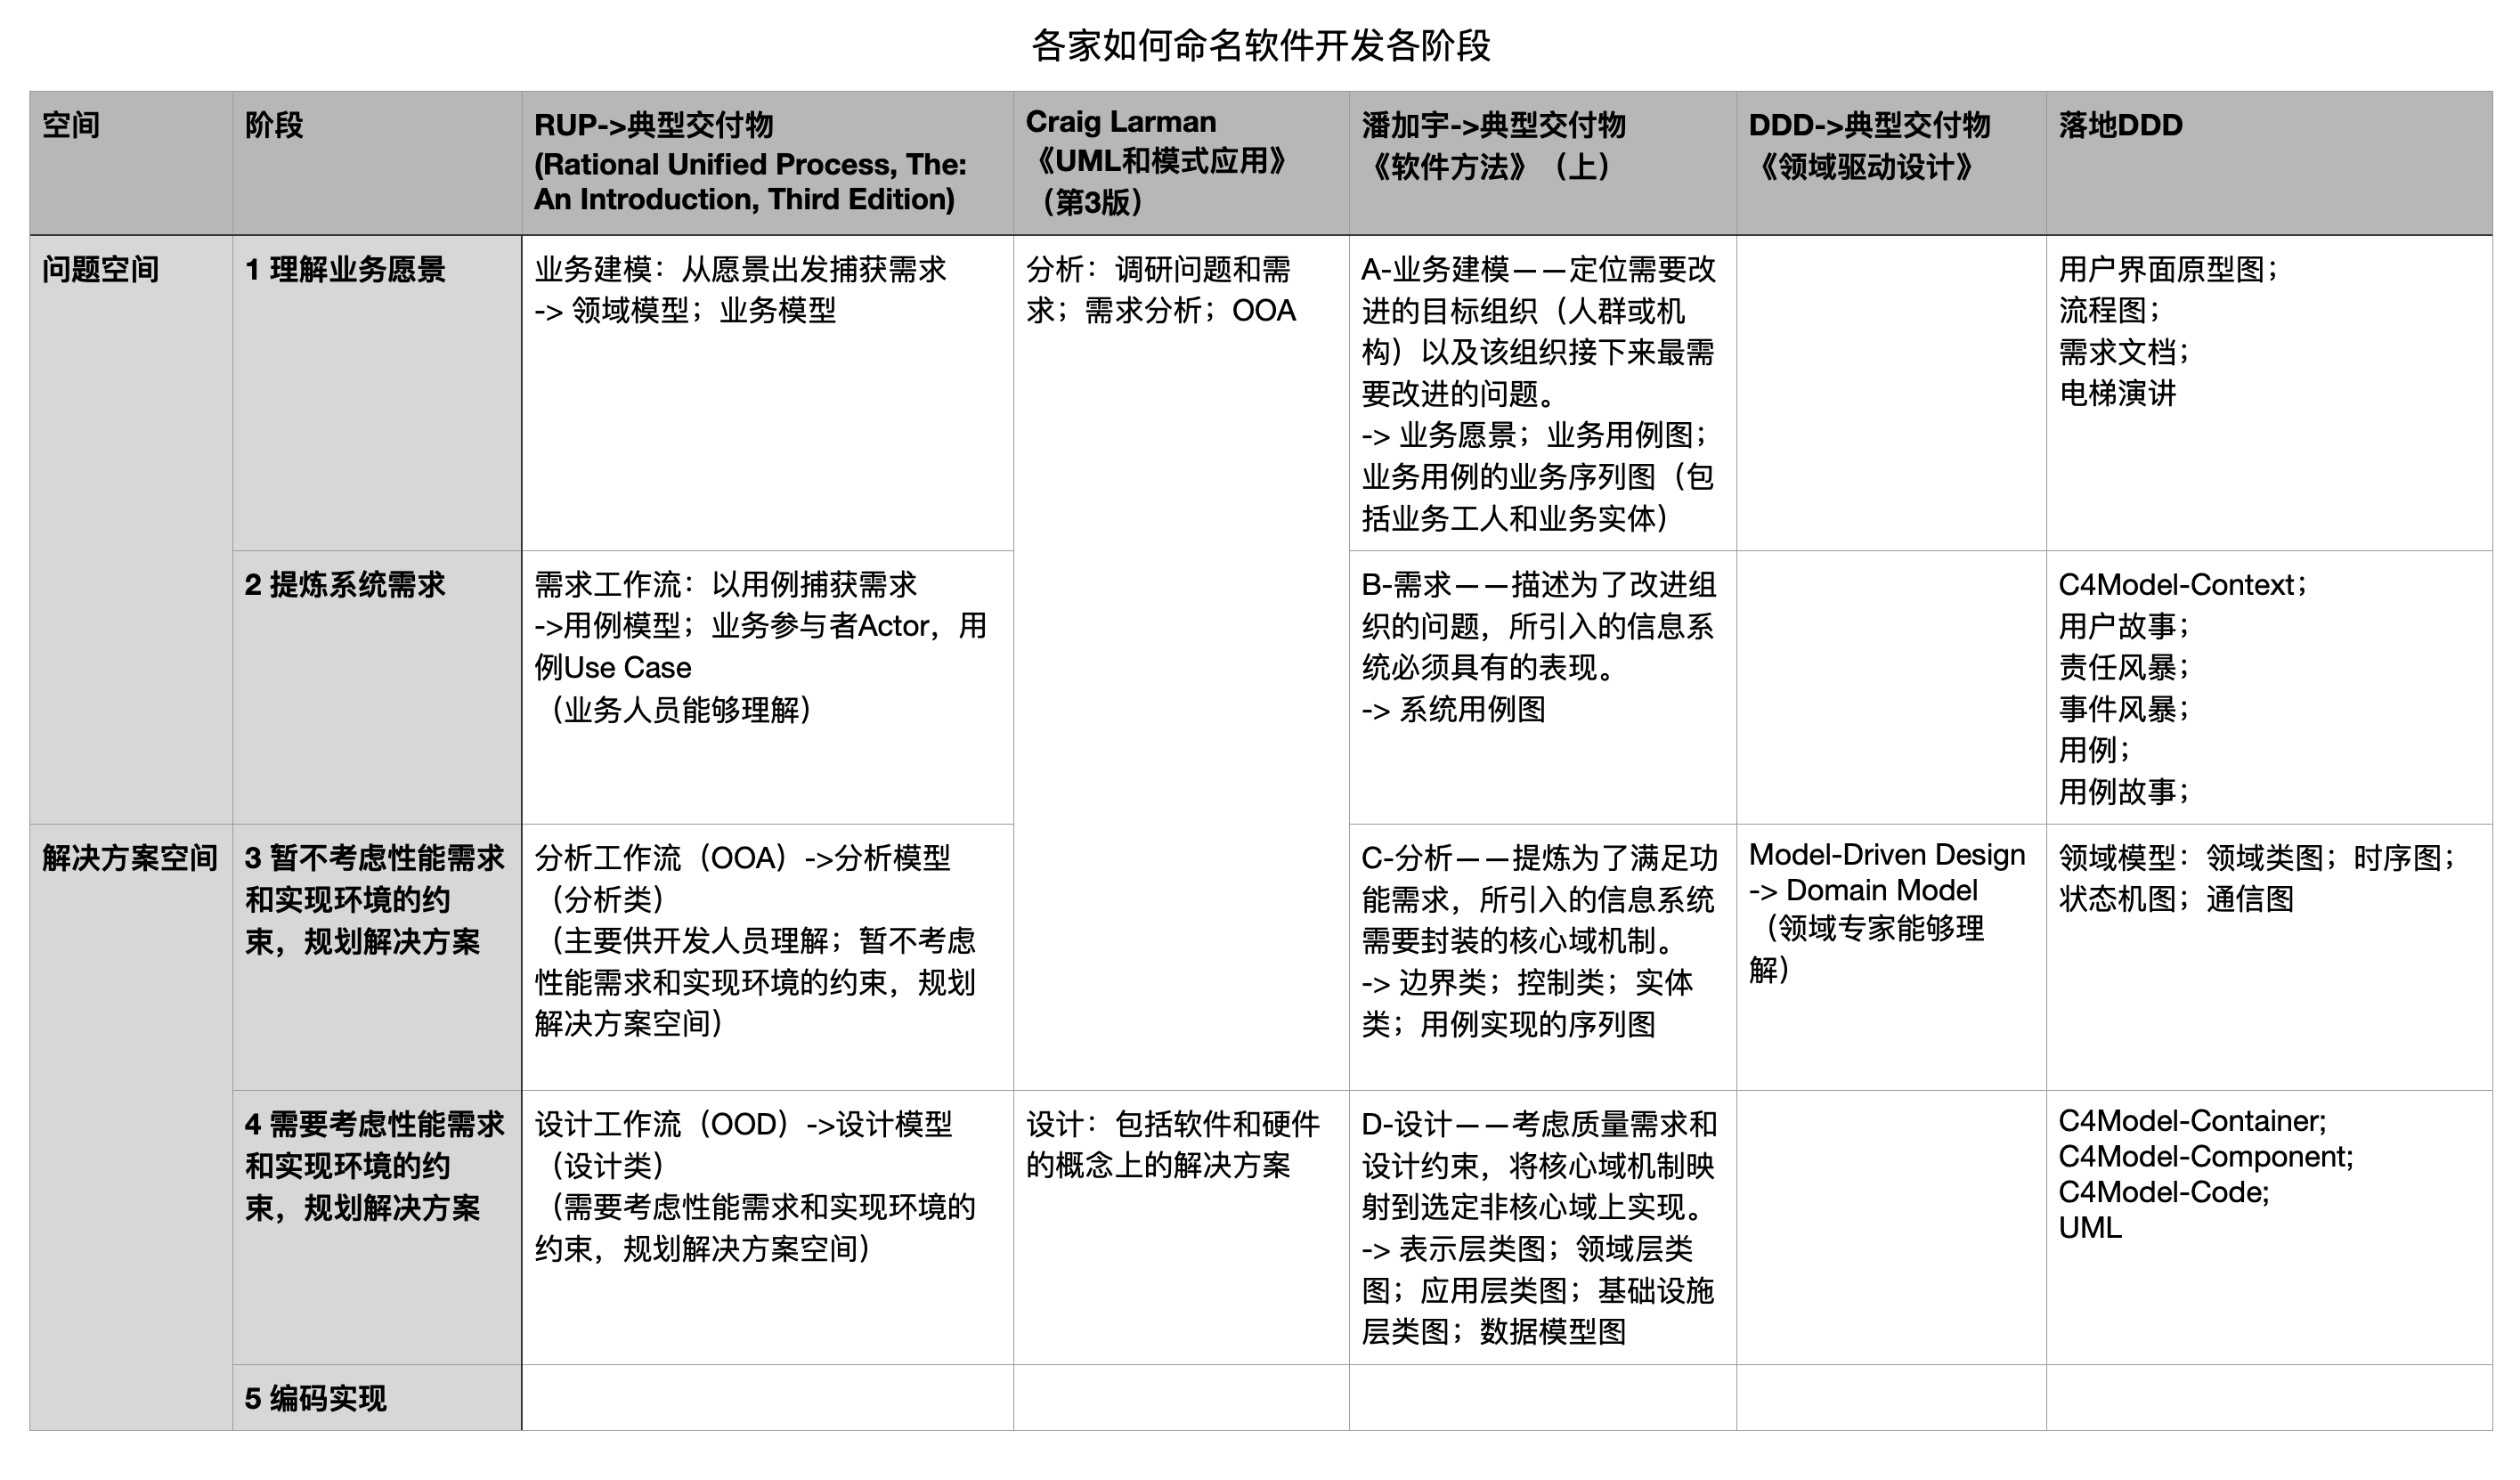 各家如何命名软件开发各阶段
空间
阶段
RUP->典型交付物
(Rational Unified Process, The:
An Introduction, Third Edition)
Craig Larman
《UML和模式应用》
（第3版）
潘加宇->典型交付物
《软件方法》（上）
DDD->典型交付物
《领域驱动设计》
落地DDD
问题空间
1 理解业务愿景
业务建模：从愿景出发捕获需求
-> 领域模型；业务模型
分析：调研问题和需
求；需求分析；OOA
A-业务建模——定位需要改
进的目标组织（人群或机
构）以及该组织接下来最需
要改进的问题。
-> 业务愿景；业务用例图；
业务用例的业务序列图（包
括业务工人和业务实体）
用户界面原型图；
流程图；
需求文档；
电梯演讲
2 提炼系统需求
需求工作流：以用例捕获需求
->用例模型；业务参与者Actor，用
例Use Case
（业务人员能够理解）
B-需求——描述为了改进组
织的问题，所引入的信息系
统必须具有的表现。
-> 系统用例图
C4Model-Context；
用户故事；
责任风暴；
事件风暴；
用例；
用例故事；
解决方案空间
3 暂不考虑性能需求
和实现环境的约
束，规划解决方案
分析工作流（OOA）->分析模型
（分析类）
（主要供开发人员理解；暂不考虑
性能需求和实现环境的约束，规划
解决方案空间）
C-分析——提炼为了满足功
能需求，所引入的信息系统
需要封装的核心域机制。
-> 边界类；控制类；实体
类；用例实现的序列图
Model-Driven Design
-> Domain Model
（领域专家能够理
解）
领域模型：领域类图；时序图；
状态机图；通信图
4 需要考虑性能需求
和实现环境的约
束，规划解决方案
设计工作流（OOD）->设计模型
（设计类）
（需要考虑性能需求和实现环境的
约束，规划解决方案空间）
设计：包括软件和硬件
的概念上的解决方案
D-设计——考虑质量需求和
设计约束，将核心域机制映
射到选定非核心域上实现。
-> 表示层类图；领域层类
图；应用层类图；基础设施
层类图；数据模型图
C4Model-Container;
C4Model-Component;
C4Model-Code;
UML
5 编码实现